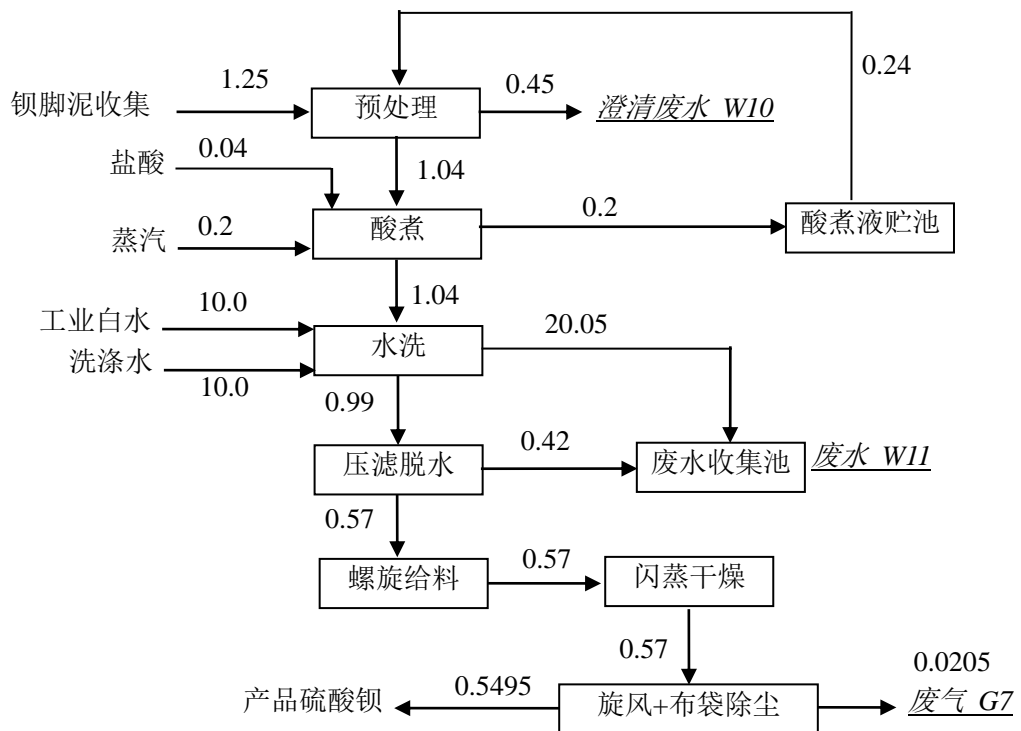 0.24
1.25
0.45
钡脚泥收集
预处理
澄清废水 W10
盐酸
0.04
1.04
0.2
蒸汽
0.2
酸煮
酸煮液贮池
1.04
10.0
20.05
工业白水
水洗
洗涤水
10.0
0.99
0.42
压滤脱水
废水收集池
废水 W11
0.57
0.57
螺旋给料
闪蒸干燥
0.57
0.0205
0.5495
产品硫酸钡
旋风+布袋除尘
废气 G7